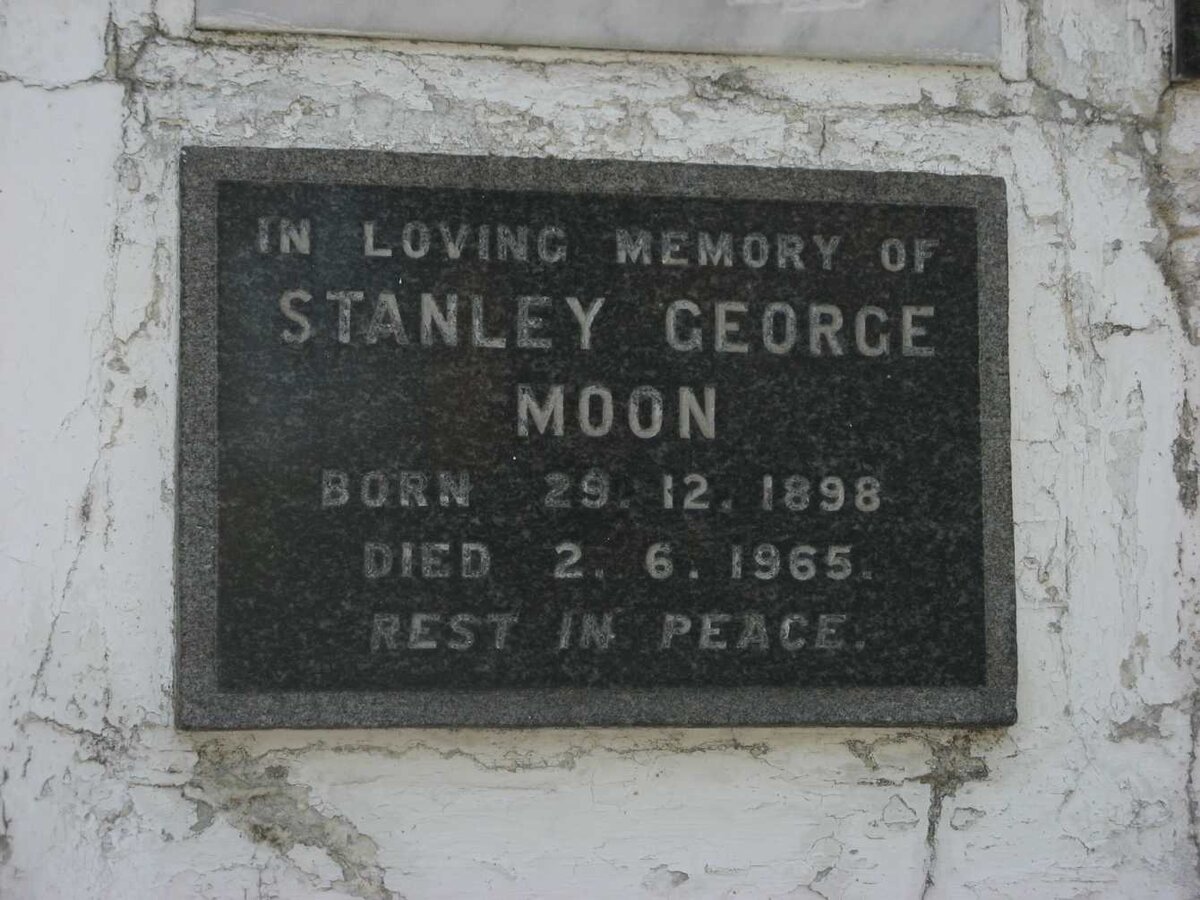 IN LOVING MEMORY OF
STANLEY GEORGE
MOON
BORN 29. 12. 1898
DIED 2. 6. 1965.
REST IN PEACE.